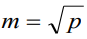 m = √p